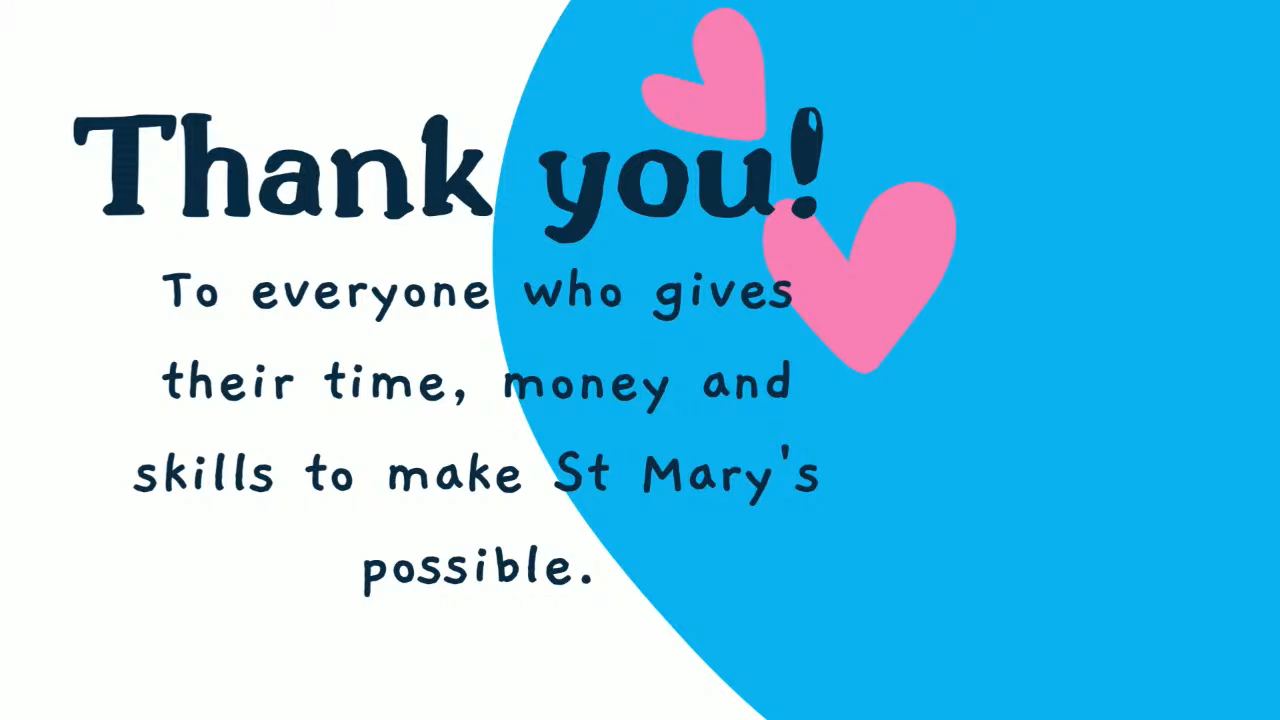 Thank you!
To everyone who gives
their time, money and
skills to make St Mary's
possible.